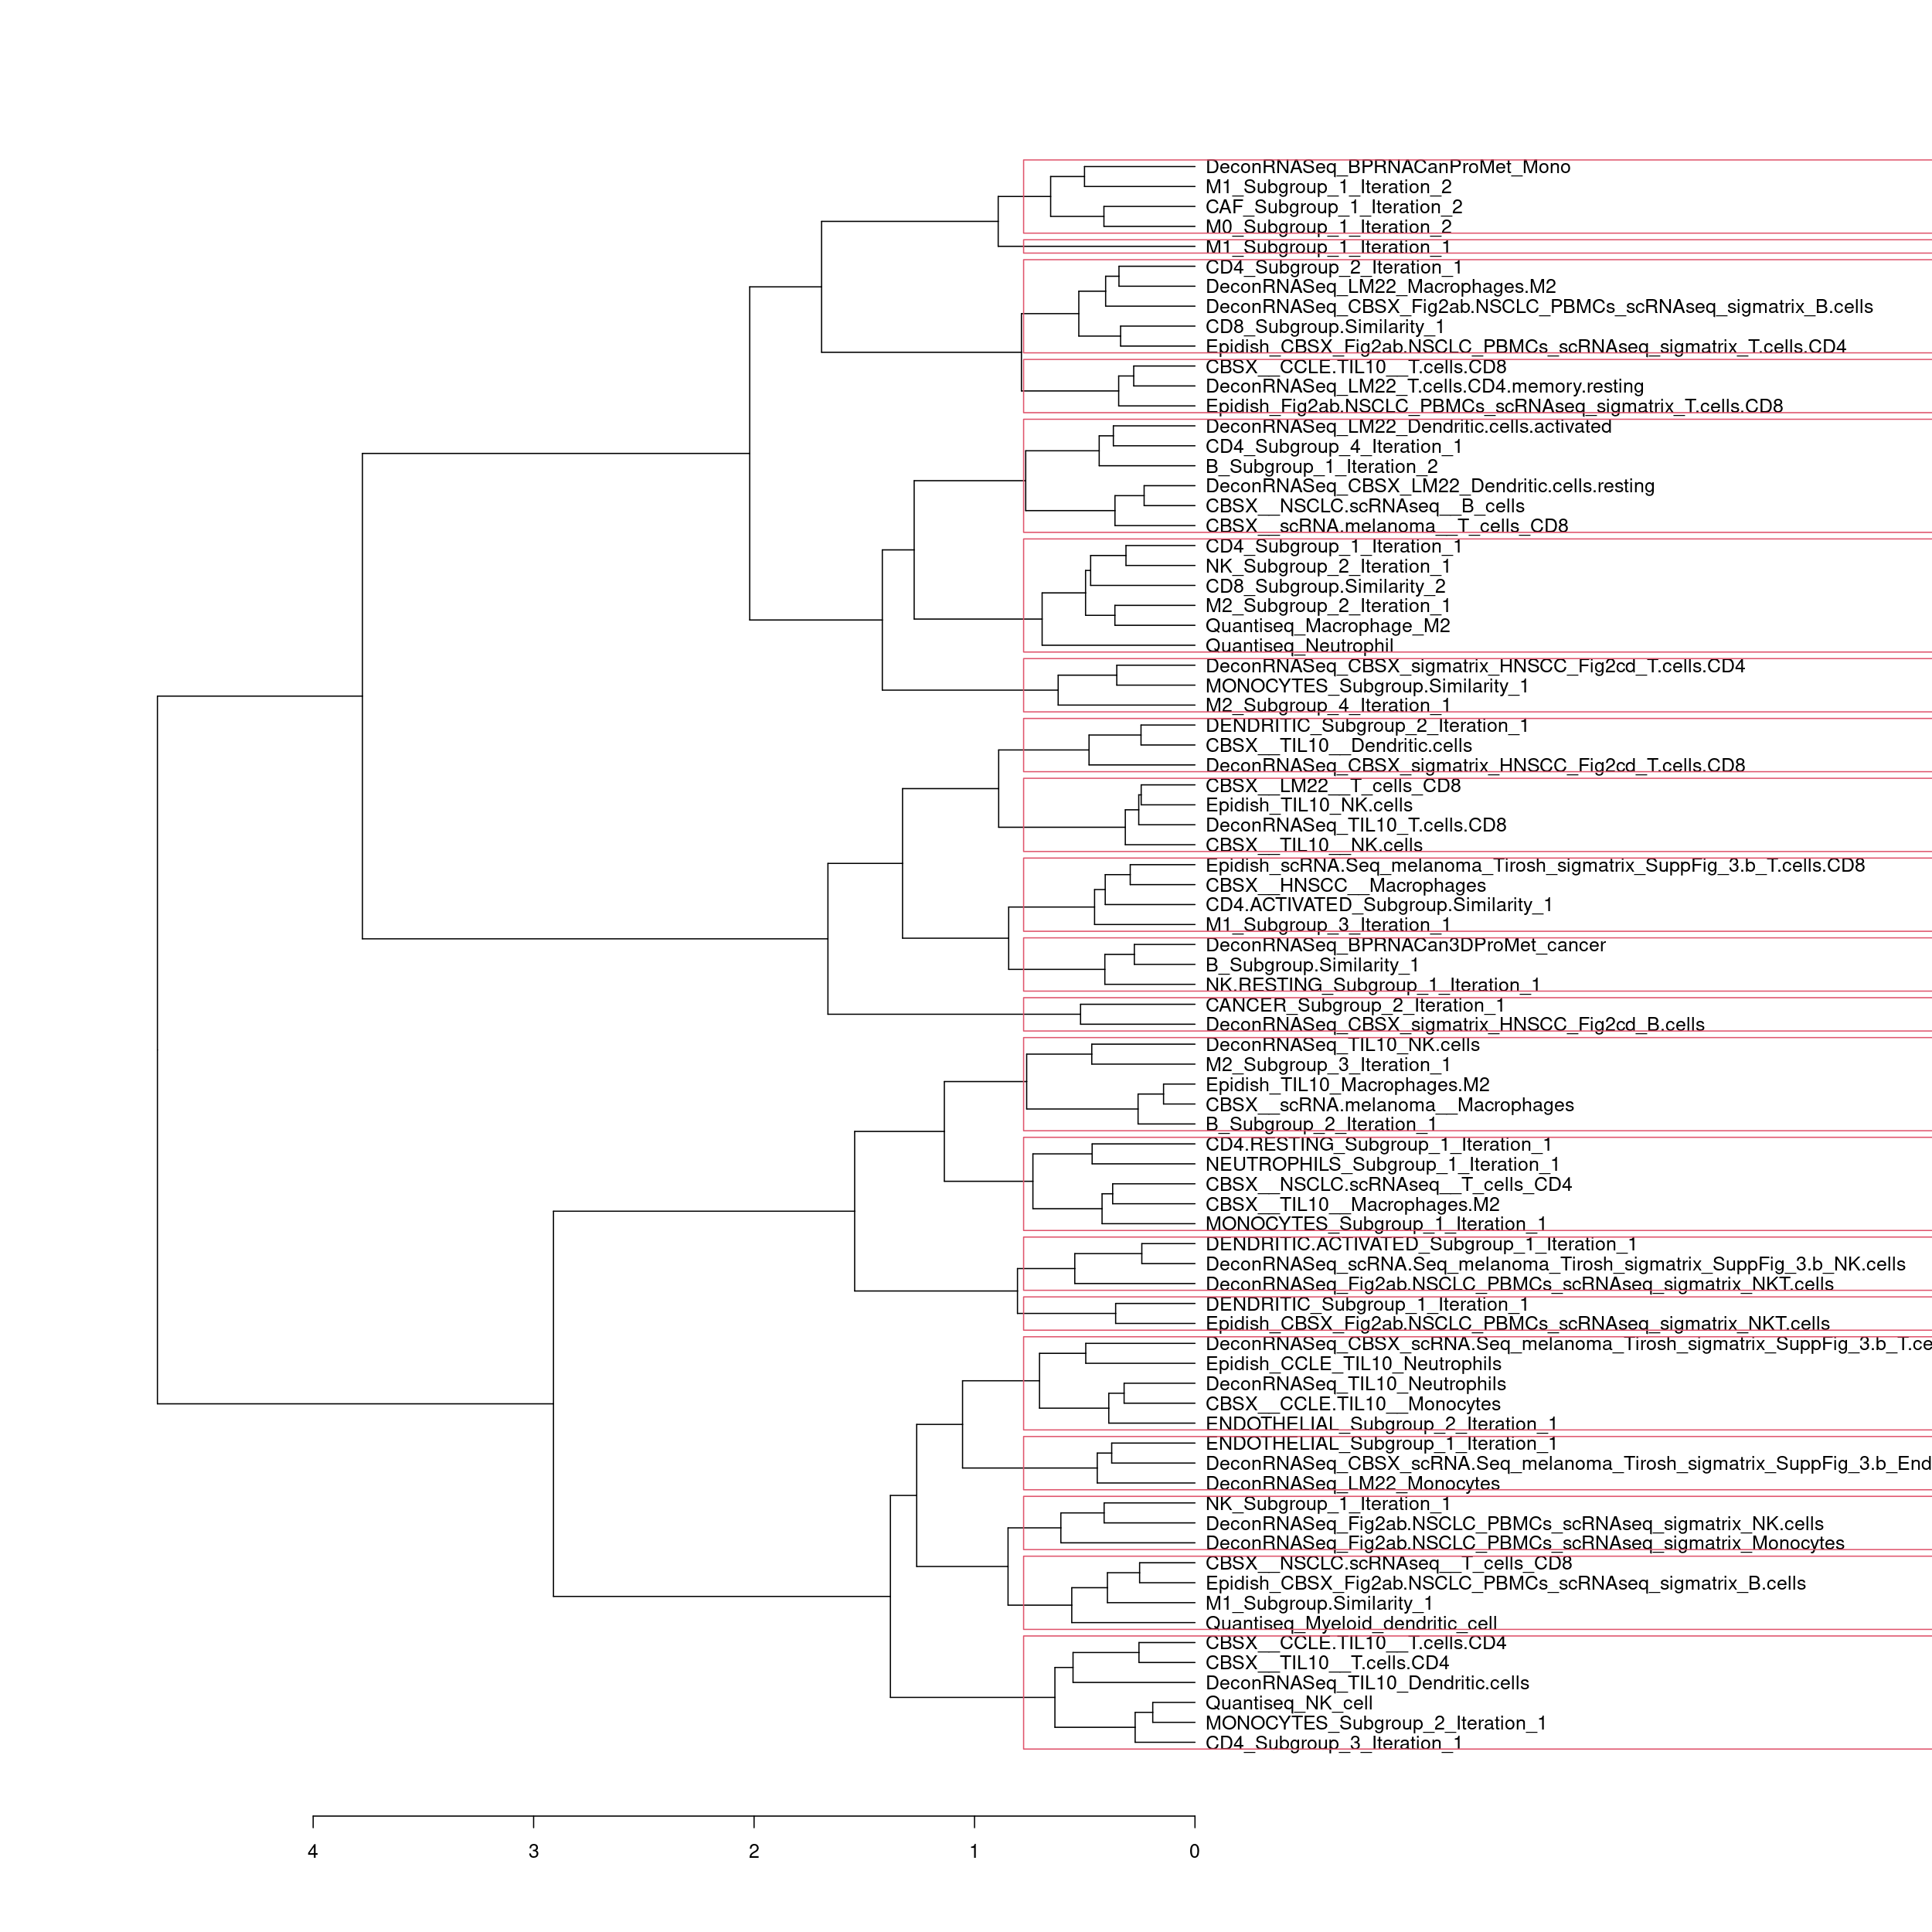 DeconRNASeq_BPRNACanProMet_Mono
M1_Subgroup_1_Iteration_2
CAF_Subgroup_1_Iteration_2
M0_Subgroup_1_Iteration_2
M1_Subgroup_1_Iteration_1
CD4_Subgroup_2_Iteration_1
DeconRNASeq_LM22_Macrophages.M2
DeconRNASeq_CBSX_Fig2ab.NSCLC_PBMCs_scRNAseq_sigmatrix_B.cells
CD8_Subgroup.Similarity_1
Epidish_CBSX_Fig2ab.NSCLC_PBMCs_scRNAseq_sigmatrix_T.cells.CD4
CBSX__CCLE.TIL10__T.cells.CD8
DeconRNASeq_LM22_T.cells.CD4.memory.resting
Epidish_Fig2ab.NSCLC_PBMCs_scRNAseq_sigmatrix_T.cells.CD8
DeconRNASeq_LM22_Dendritic.cells.activated
CD4_Subgroup_4_Iteration_1
B_Subgroup_1_Iteration_2
DeconRNASeq_CBSX_LM22_Dendritic.cells.resting
CBSX__NSCLC.scRNAseq__B_cells
CBSX__scRNA.melanoma__T_cells_CD8
CD4_Subgroup_1_Iteration_1
NK_Subgroup_2_Iteration_1
CD8_Subgroup.Similarity_2
M2_Subgroup_2_Iteration_1
Quantiseq_Macrophage_M2
Quantiseq_Neutrophil
DeconRNASeq_CBSX_sigmatrix_HNSCC_Fig2cd_T.cells.CD4
MONOCYTES_Subgroup.Similarity_1
M2_Subgroup_4_Iteration_1
DENDRITIC_Subgroup_2_Iteration_1
CBSX__TIL10__Dendritic.cells
DeconRNASeq_CBSX_sigmatrix_HNSCC_Fig2cd_T.cells.CD8
CBSX__LM22__T_cells_CD8
Epidish_TIL10_NK.cells
DeconRNASeq_TIL10_T.cells.CD8
CBSX__TIL10__NK.cells
Epidish_scRNA.Seq_melanoma_Tirosh_sigmatrix_SuppFig_3.b_T.cells.CD8
CBSX__HNSCC__Macrophages
CD4.ACTIVATED_Subgroup.Similarity_1
M1_Subgroup_3_Iteration_1
DeconRNASeq_BPRNACan3DProMet_cancer
B_Subgroup.Similarity_1
NK.RESTING_Subgroup_1_Iteration_1
CANCER_Subgroup_2_Iteration_1
DeconRNASeq_CBSX_sigmatrix_HNSCC_Fig2cd_B.cells
DeconRNASeq_TIL10_NK.cells
M2_Subgroup_3_Iteration_1
Epidish_TIL10_Macrophages.M2
CBSX__scRNA.melanoma__Macrophages
B_Subgroup_2_Iteration_1
CD4.RESTING_Subgroup_1_Iteration_1
NEUTROPHILS_Subgroup_1_Iteration_1
CBSX__NSCLC.scRNAseq__T_cells_CD4
CBSX__TIL10__Macrophages.M2
MONOCYTES_Subgroup_1_Iteration_1
DENDRITIC.ACTIVATED_Subgroup_1_Iteration_1
DeconRNASeq_scRNA.Seq_melanoma_Tirosh_sigmatrix_SuppFig_3.b_NK.cells
DeconRNASeq_Fig2ab.NSCLC_PBMCs_scRNAseq_sigmatrix_NKT.cells
DENDRITIC_Subgroup_1_Iteration_1
Epidish_CBSX_Fig2ab.NSCLC_PBMCs_scRNAseq_sigmatrix_NKT.cells
DeconRNASeq_CBSX_scRNA.Seq_melanoma_Tirosh_sigmatrix_SuppFig_3.b_T.ce
Epidish_CCLE_TIL10_Neutrophils
DeconRNASeq_TIL10_Neutrophils
CBSX__CCLE.TIL10__Monocytes
ENDOTHELIAL_Subgroup_2_Iteration_1
ENDOTHELIAL_Subgroup_1_Iteration_1
DeconRNASeq_CBSX_scRNA.Seq_melanoma_Tirosh_sigmatrix_SuppFig_3.b_End
DeconRNASeq_LM22_Monocytes
NK_Subgroup_1_Iteration_1
DeconRNASeq_Fig2ab.NSCLC_PBMCs_scRNAseq_sigmatrix_NK.cells
DeconRNASeq_Fig2ab.NSCLC_PBMCs_scRNAseq_sigmatrix_Monocytes
CBSX__NSCLC.scRNAseq__T_cells_CD8
Epidish_CBSX_Fig2ab.NSCLC_PBMCs_scRNAseq_sigmatrix_B.cells
M1_Subgroup.Similarity_1
Quantiseq_Myeloid_dendritic_cell
CBSX__CCLE.TIL10__T.cells.CD4
CBSX__TIL10__T.cells.CD4
DeconRNASeq_TIL10_Dendritic.cells
Quantiseq_NK_cell
MONOCYTES_Subgroup_2_Iteration_1
CD4_Subgroup_3_Iteration_1
4 3 2 1 0